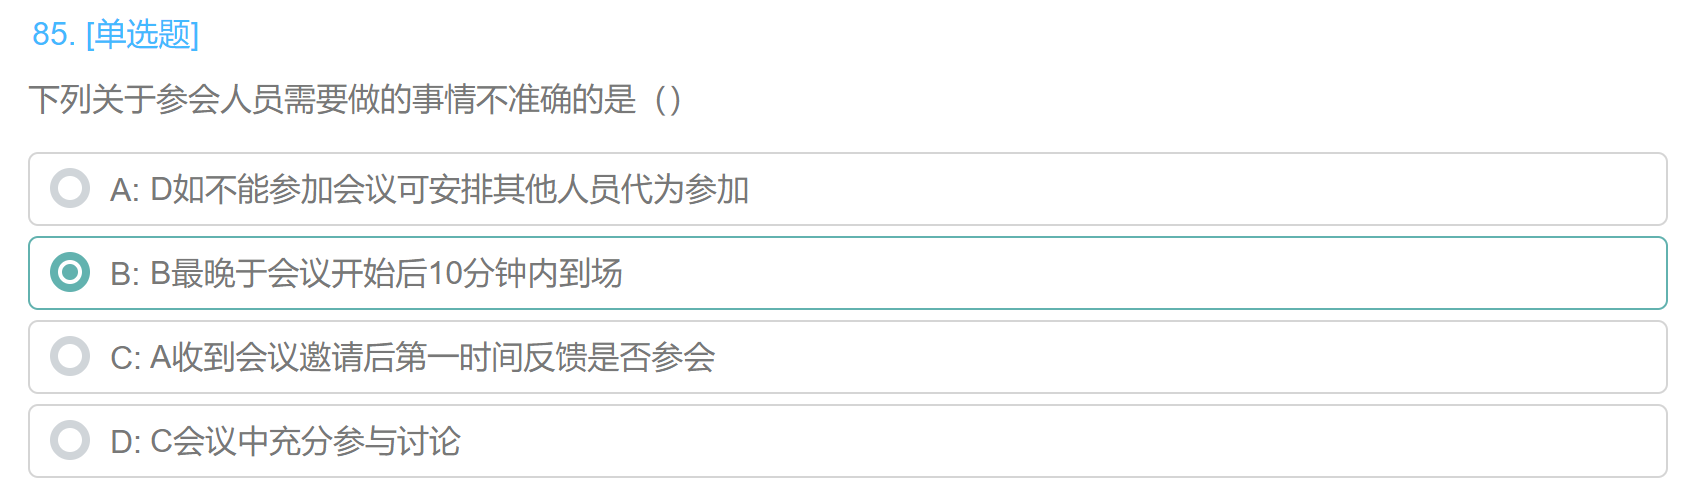 85. [单选题]
下列关于参会人员需要做的事情不准确的是（）
A: D如不能参加会议可安排其他人员代为参加
B: B最晚于会议开始后10分钟内到场
C: A收到会议邀请后第一时间反馈是否参会
D: C会议中充分参与讨论